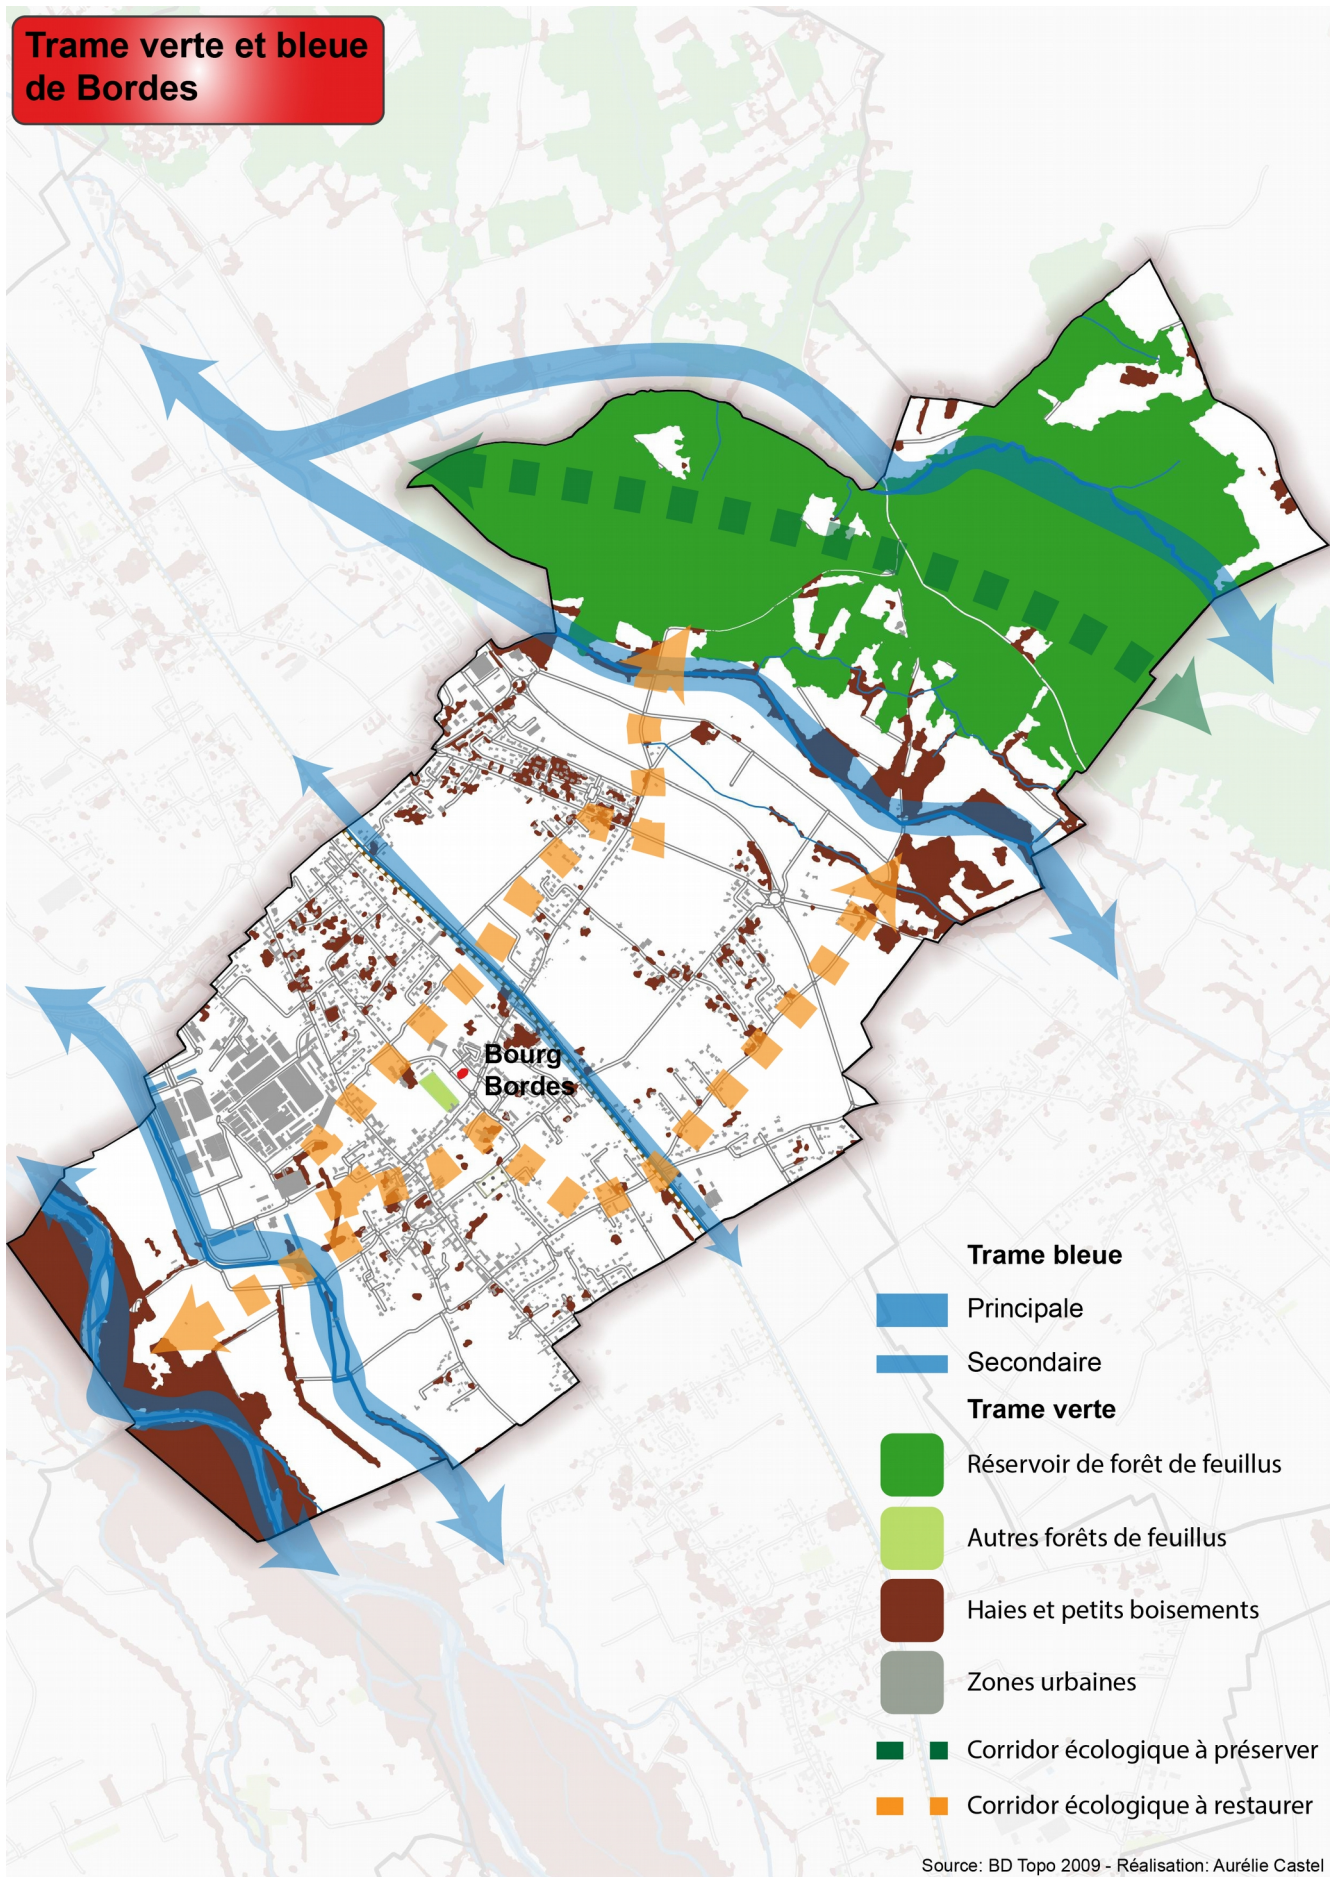 Trame verte et bleue
de Bordes
Bourg
Bordes
Trame bleue
Principale
Secondaire
Trame verte
Réservoir de forêt de feuillus
Autres forêts de feuillus
Haies et petits boisements
Zones urbaines
Corridor écologique à préserver
Corridor écologique à restaurer
Source: BD Topo 2009 - Réalisation: Aurélie Castel